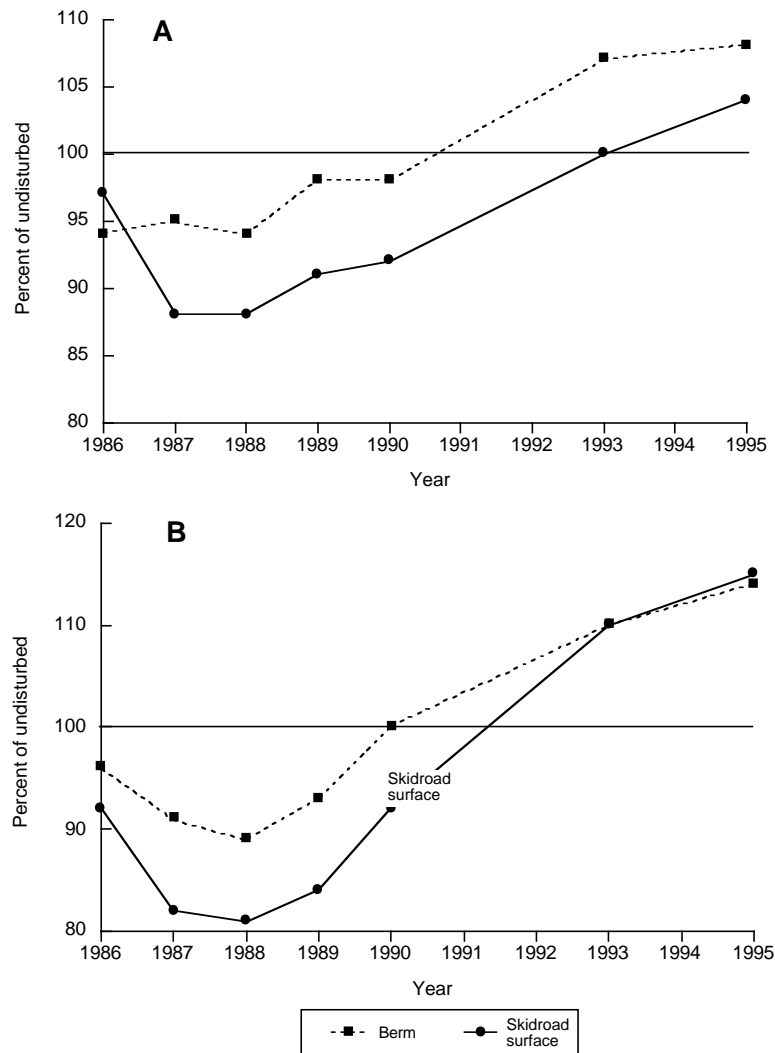 A
110
105
100
95
90
85
80
Percent of undisturbed
1986 1987 1988 1989 1990 1991 1992 1993 1994 1995
Year
B
120
110
100
90
80
Percent of undisturbed
Skidroad
surface
1986 1987 1988 1989 1990 1991 1992 1993 1994 1995
Year
Berm
Skidroad
surface